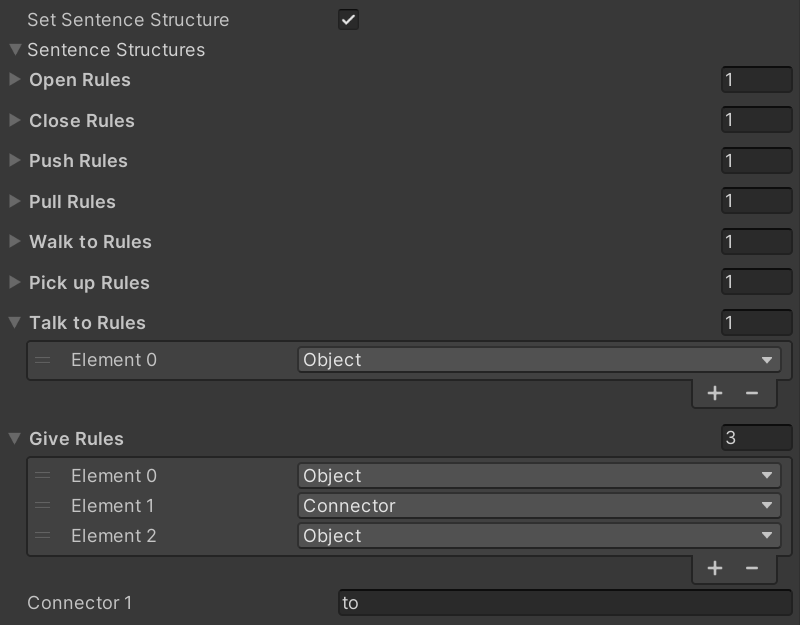 Set Sentence Structure
Sentence Structures
Open Rules 1
Close Rules 1
Push Rules 1
Pull Rules 1
Walk to Rules 1
Pick up Rules 1
Talk to Rules 1
Element 0 Object
+ −
Give Rules 3
Element 0 Object
Element 1 Connector
Element 2 Object
+ −
Connector 1 to